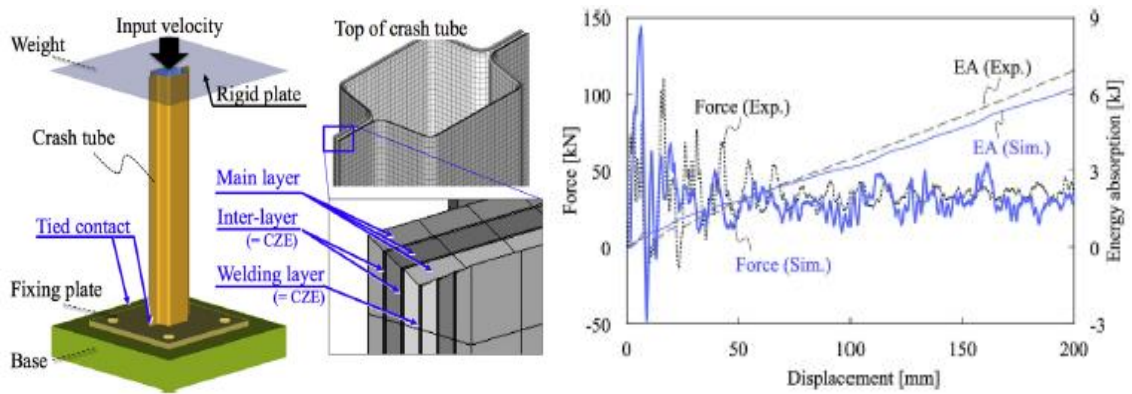 Input velocity
Weight
Rigid plate
Crash tube
Tied contact
Fixing plate
Base
Top of crash tube
Main layer
Inter-layer
(= CZE)
Welding layer
(= CZE)
Force [kN]
150
100
50
0
-50
0
50
100
150
200
Displacement [mm]
Energy absorption [kJ]
9
6
3
0
-3
EA (Exp.)
Force (Exp.)
EA (Sim.)
Force (Sim.)